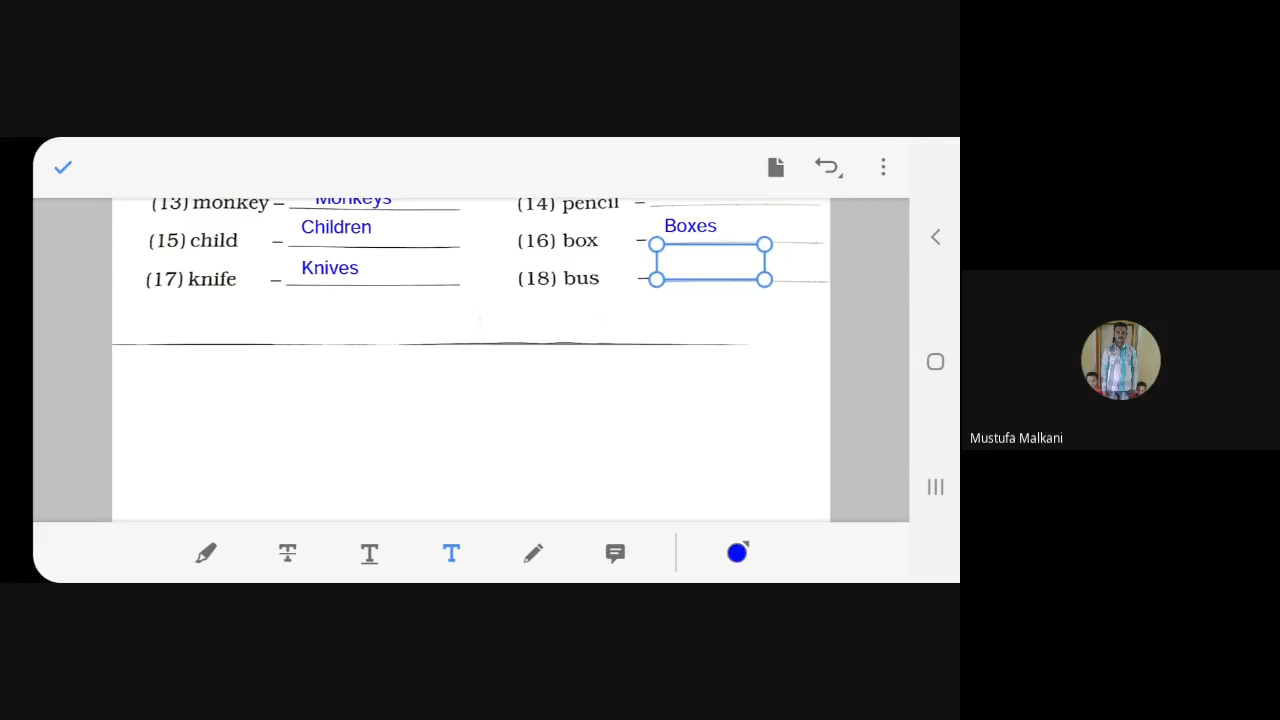 (13) monkey – Monkeys (14) pencil –
(15) child – Children (16) box – Boxes
(17) knife – Knives (18) bus –
Mustufa Malkani